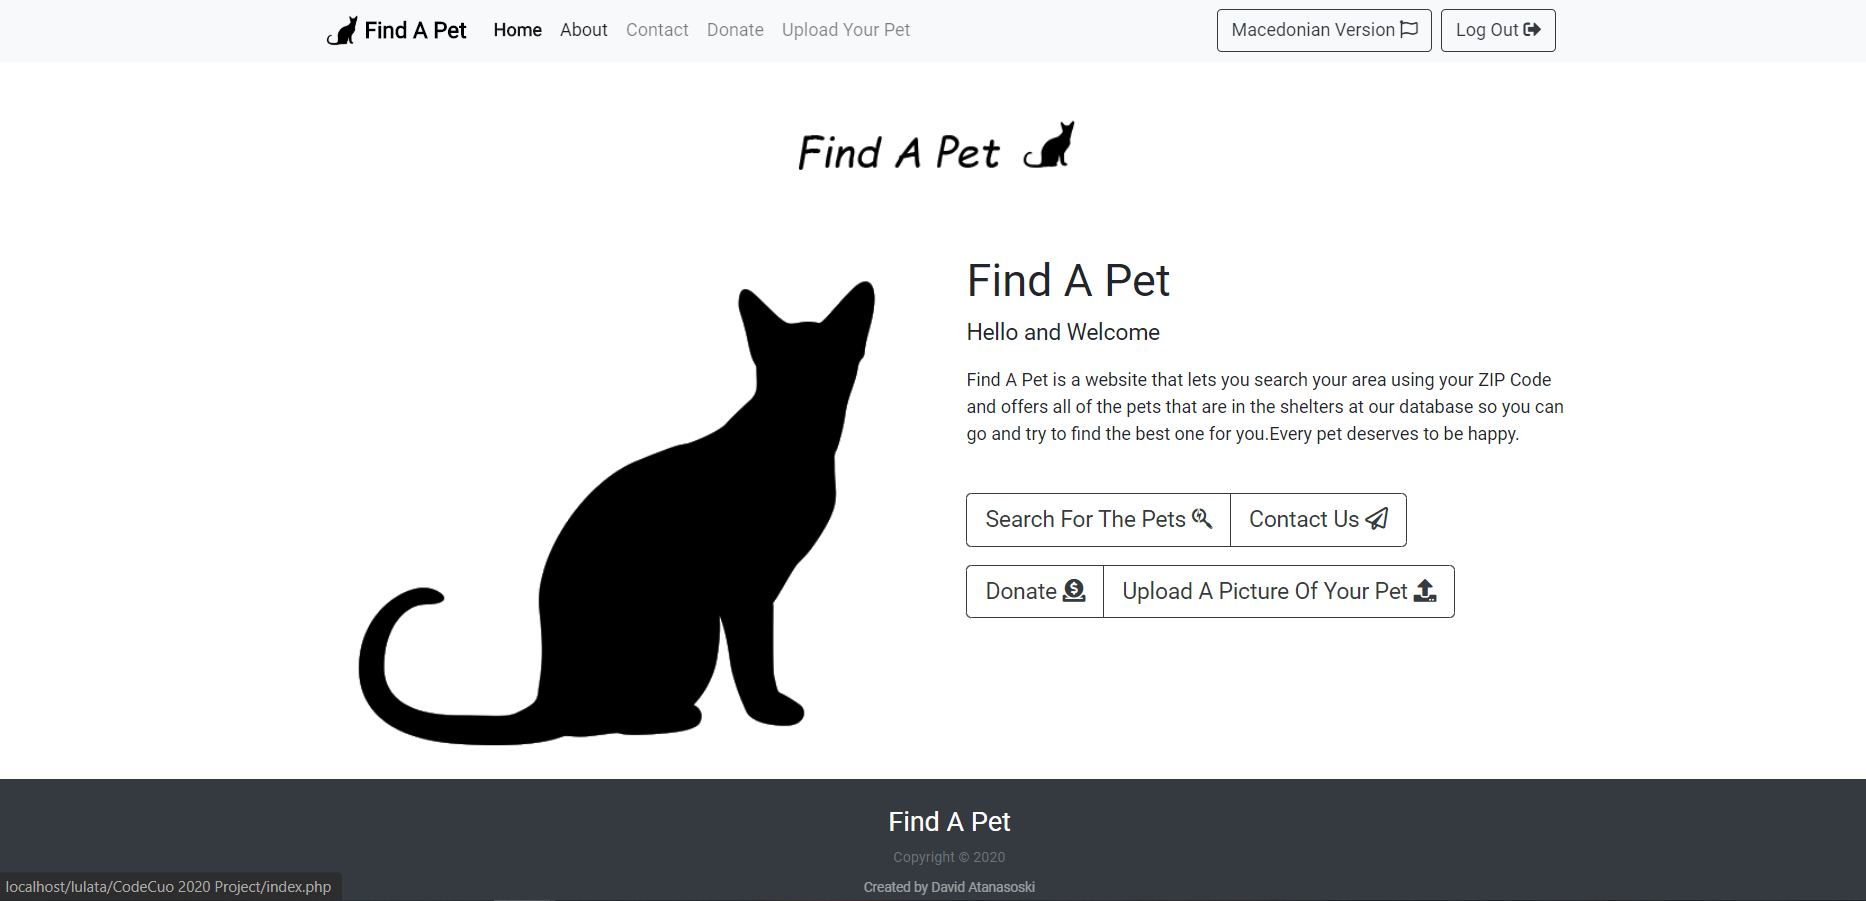 Find A Pet Home About Contact Donate Upload Your Pet Macedonian Version Log Out
Find A Pet
Find A Pet
Hello and Welcome
Find A Pet is a website that lets you search your area using your ZIP Code
and offers all of the pets that are in the shelters at our database so you can
go and try to find the best one for you.Every pet deserves to be happy.
Search For The Pets Contact Us
Donate Upload A Picture Of Your Pet
Find A Pet
Copyright © 2020
Created by David Atanasoski
localhost/lulata/CodeCuo 2020 Project/index.php